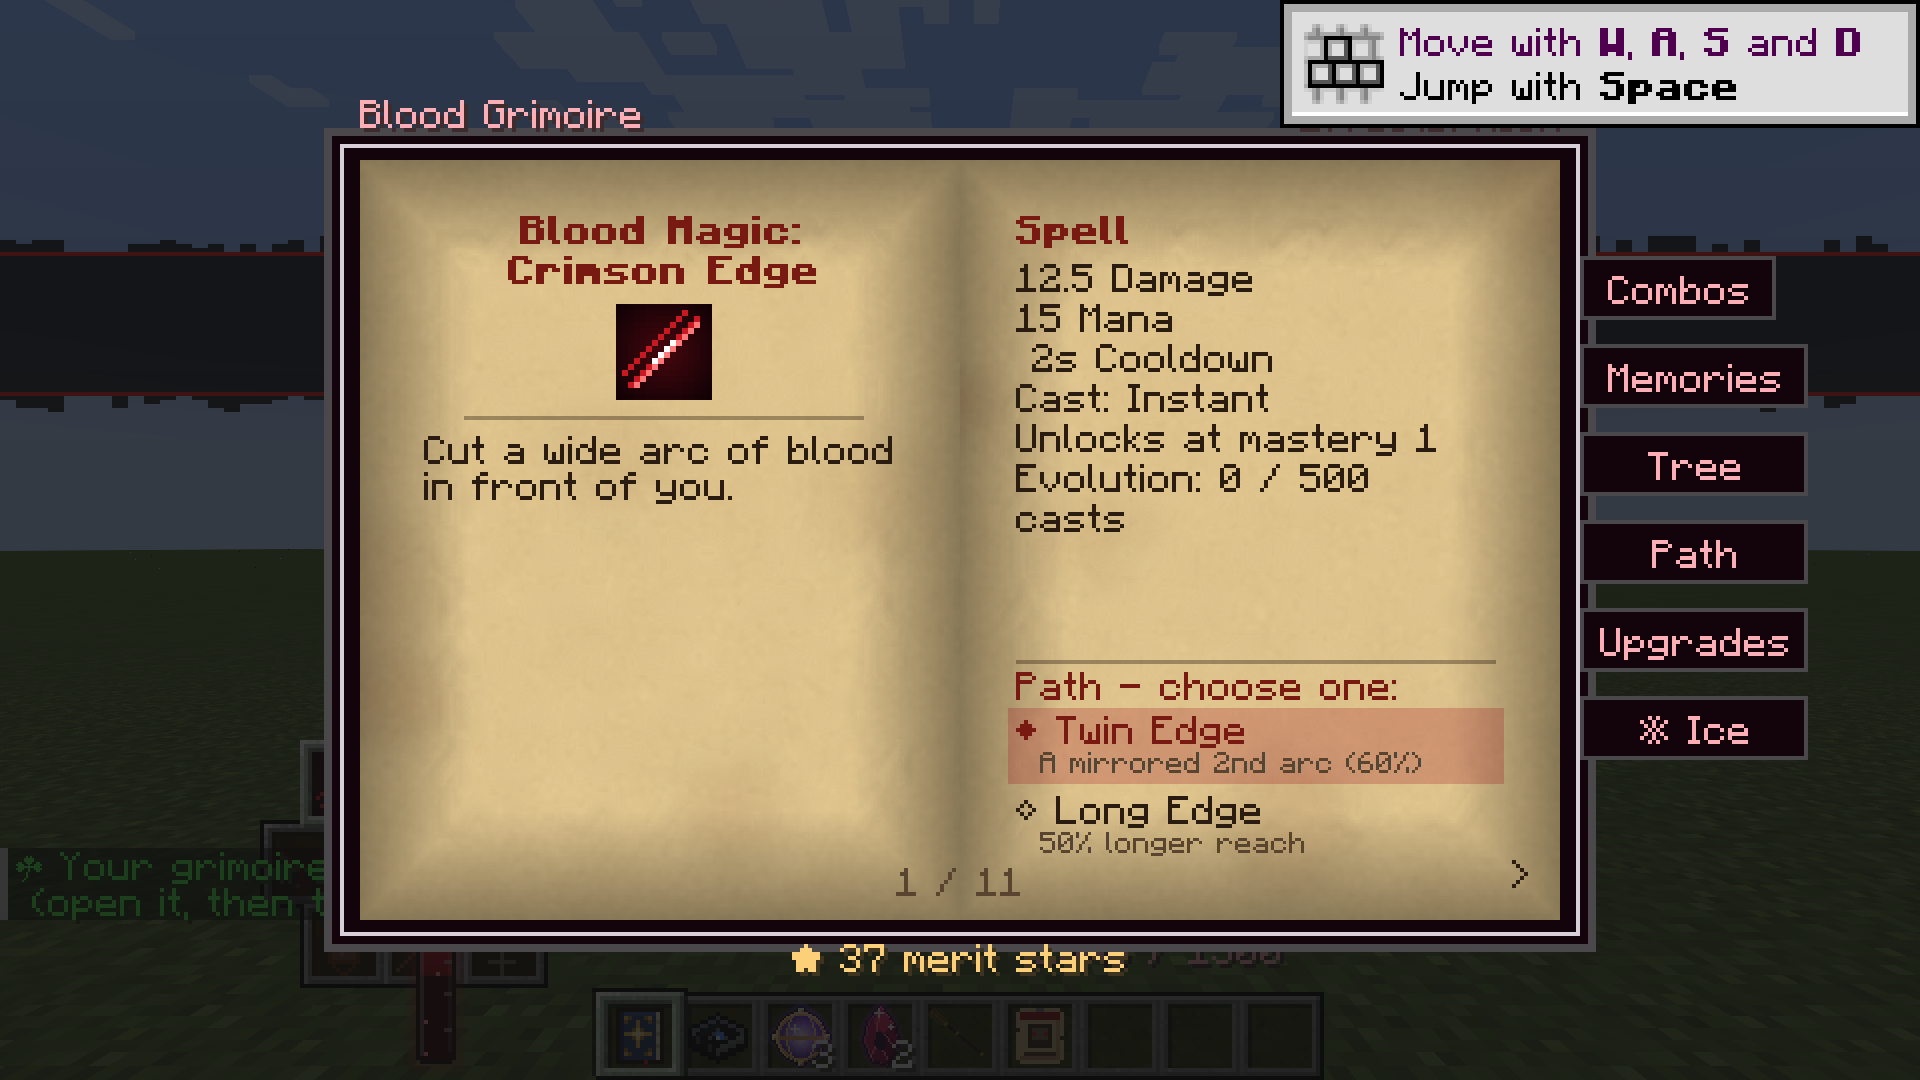 Move with W, A, S and D
Jump with Space
Blood Grimoire
Blood Magic:
Crimson Edge
Cut a wide arc of blood
in front of you.
Spell
12.5 Damage
15 Mana
2s Cooldown
Cast: Instant
Unlocks at mastery 1
Evolution: 0 / 500
casts
Path - choose one:
Twin Edge
A mirrored 2nd arc (60%)
Long Edge
50% longer reach
1 / 11
>
Combos
Memories
Tree
Path
Upgrades
Ice
Your grimoire
(open it, then
37 merit stars
/ 1500
3
2